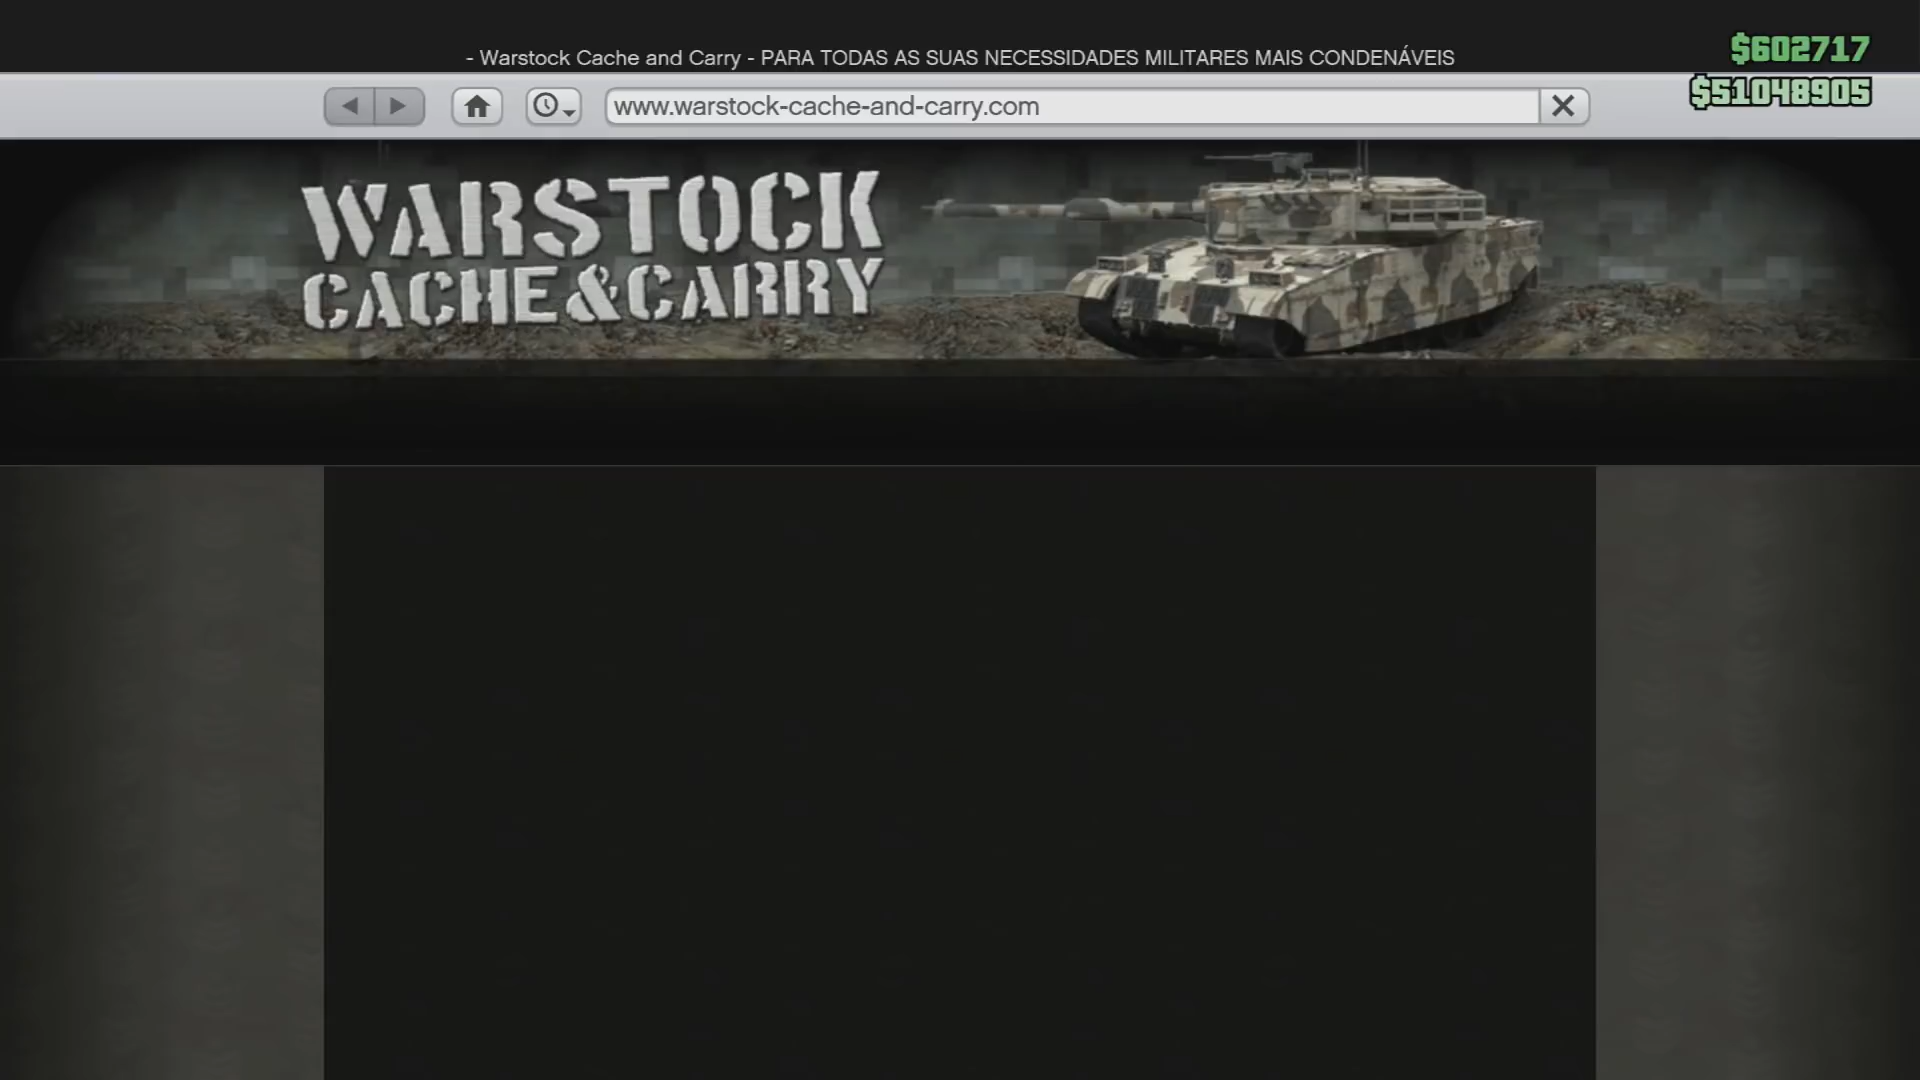 - Warstock Cache and Carry - PARA TODAS AS SUAS NECESSIDADES MILITARES MAIS CONDENÁVEIS
$602717
$51048905
www.warstock-cache-and-carry.com
WARSTOCK
CACHE&CARRY